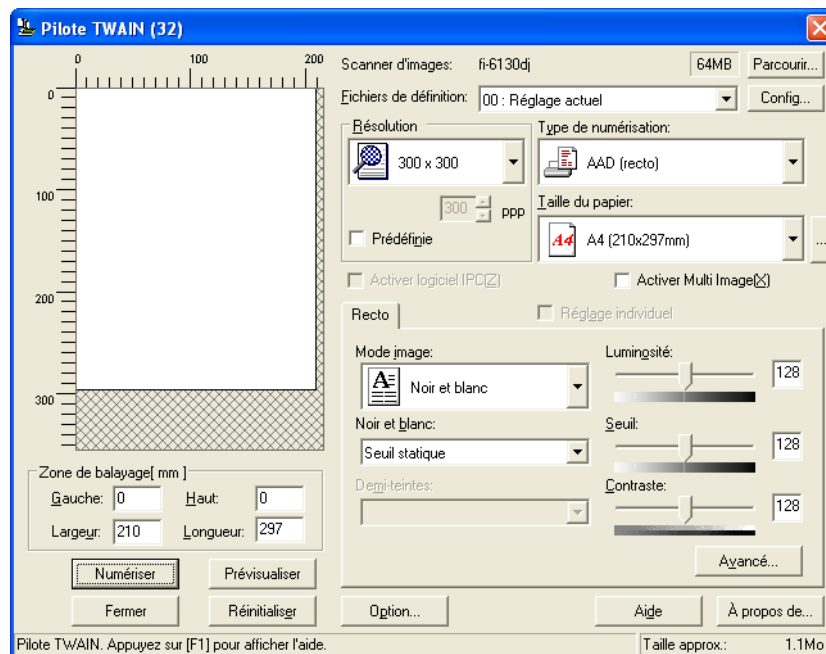 Pilote TWAIN (32)
0 100 200
0
100
200
300
Scanner d'images: fi-6130dj 64MB Parcourir...
Fichiers de définition: 00 : Réglage actuel Config...
Résolution
300 x 300
300 ppp
Prédéfinie
Type de numérisation:
AAD (recto)
Taille du papier:
A4 A4 (210x297mm) ...
Activer logiciel IPC(Z) Activer Multi Image(X)
Recto Réglage individuel
Mode image:
Noir et blanc
Noir et blanc:
Seuil statique
Demi-teintes:
Luminosité:
128
Seuil:
128
Contraste:
128
Avancé...
Zone de balayage[ mm ]
Gauche: 0 Haut: 0
Largeur: 210 Longueur: 297
Numériser Prévisualiser
Fermer Réinitialiser Option... Aide À propos de...
Pilote TWAIN. Appuyez sur [F1] pour afficher l'aide. Taille approx.: 1.1Mo